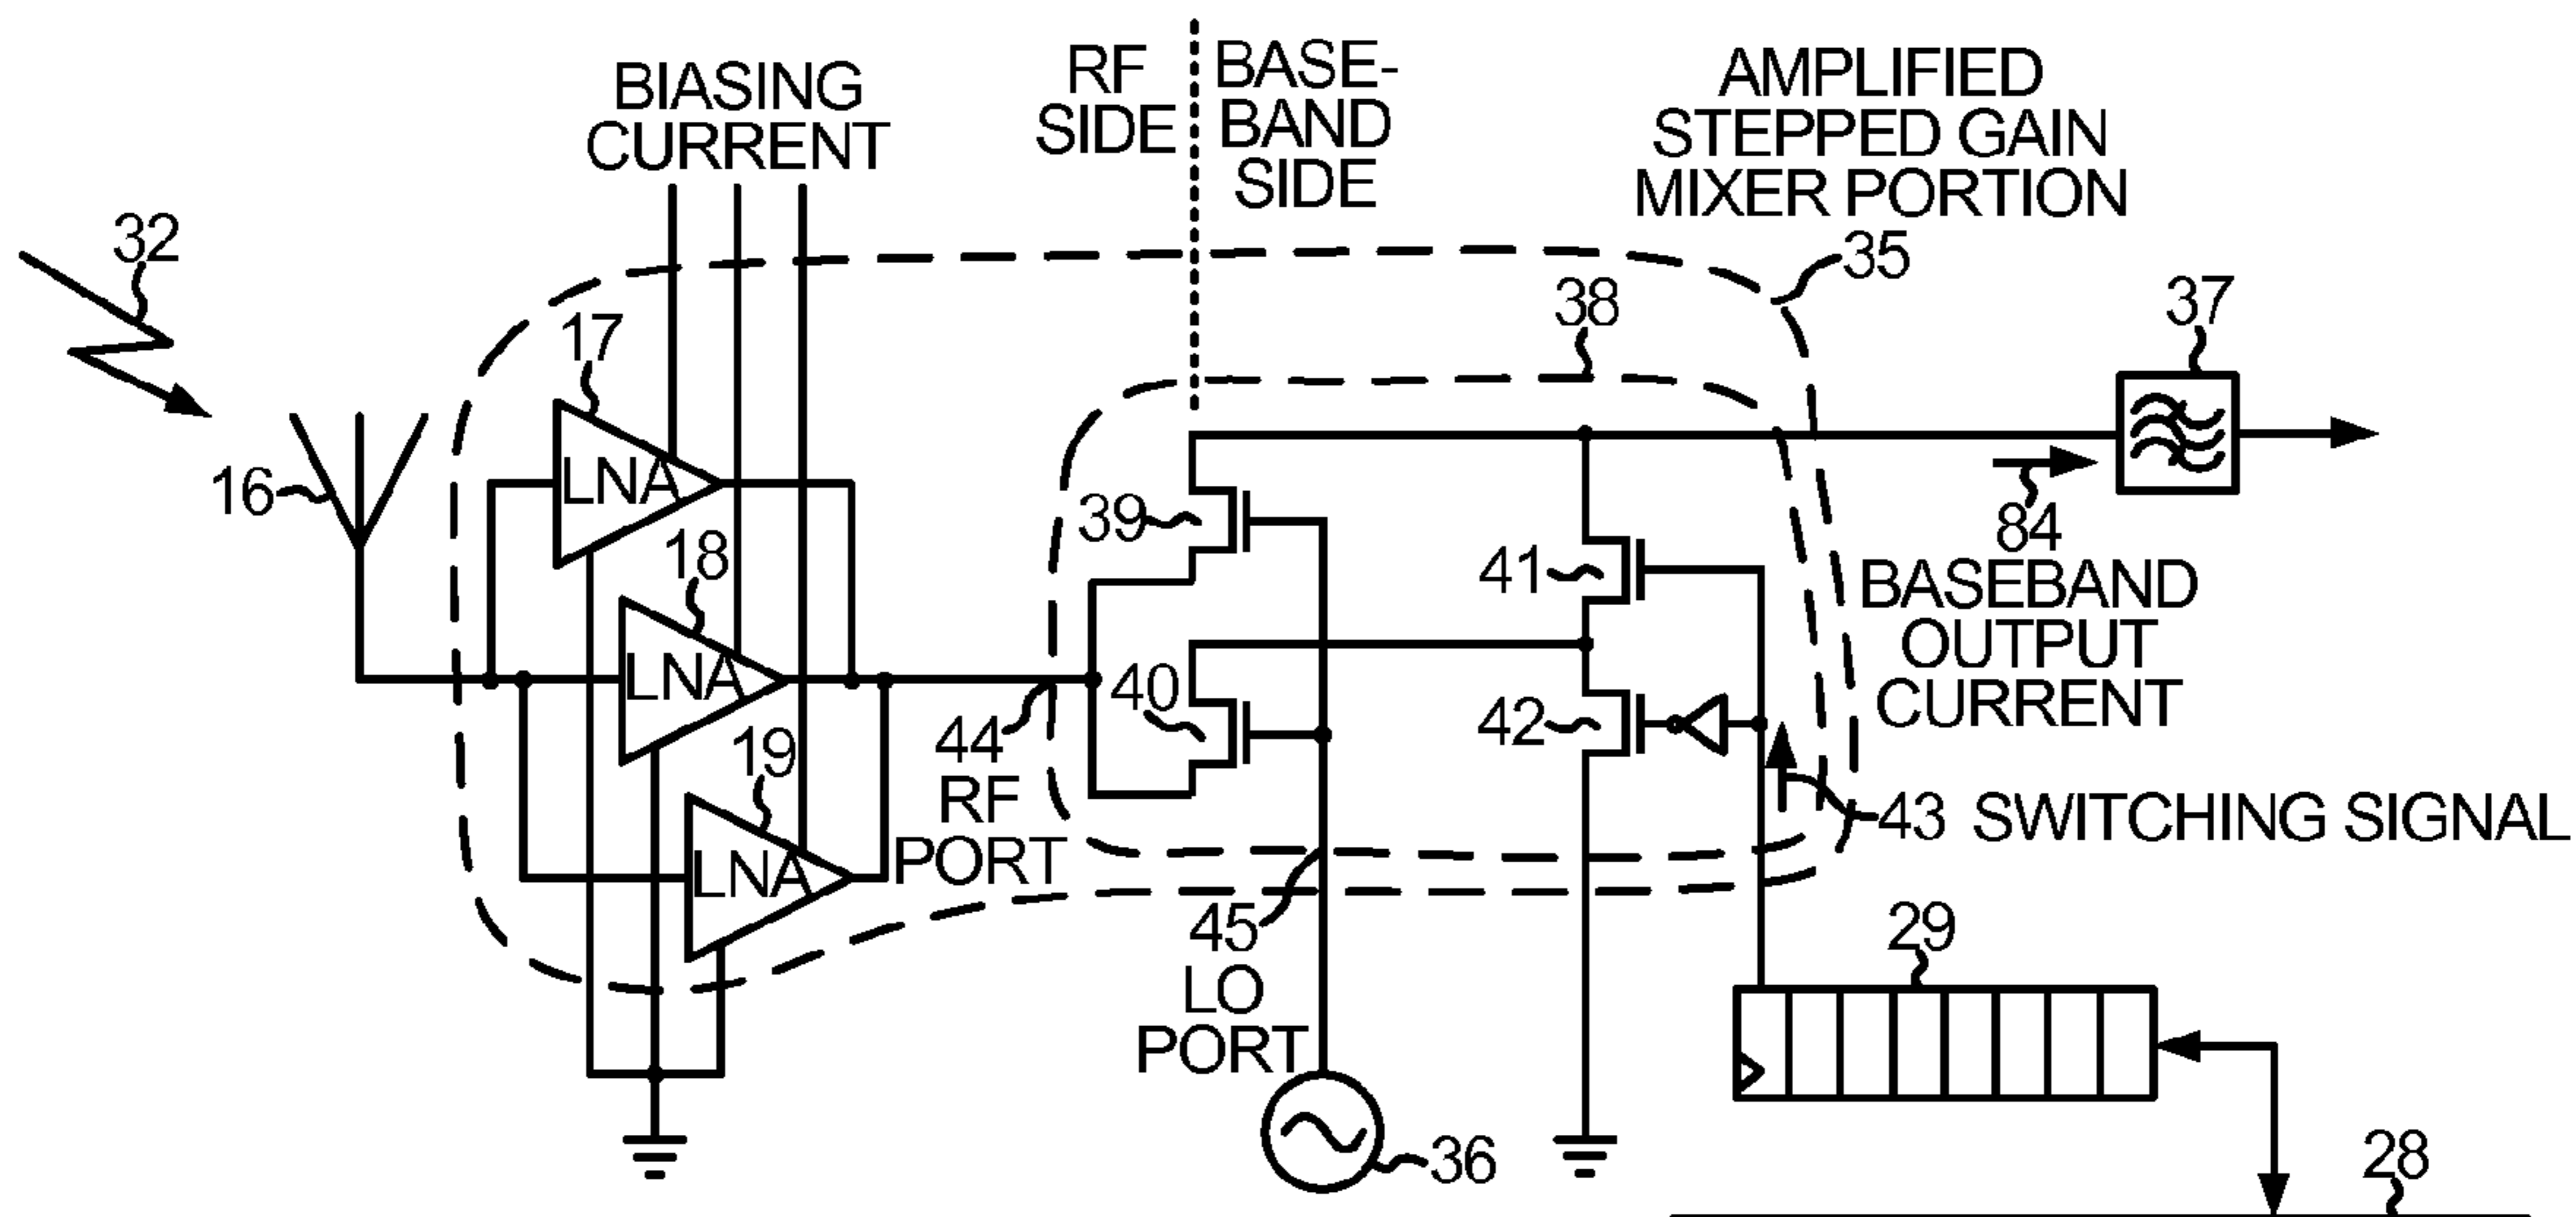 BIASING
CURRENT
RF
SIDE
BASE-
BAND
SIDE
AMPLIFIED
STEPPED GAIN
MIXER PORTION
32
35
38
37
17
LNA
16
39
84
18
41
BASEBAND
OUTPUT
CURRENT
LNA
40
42
44
RF
PORT
19
LNA
43 SWITCHING SIGNAL
45
LO
PORT
29
36
28